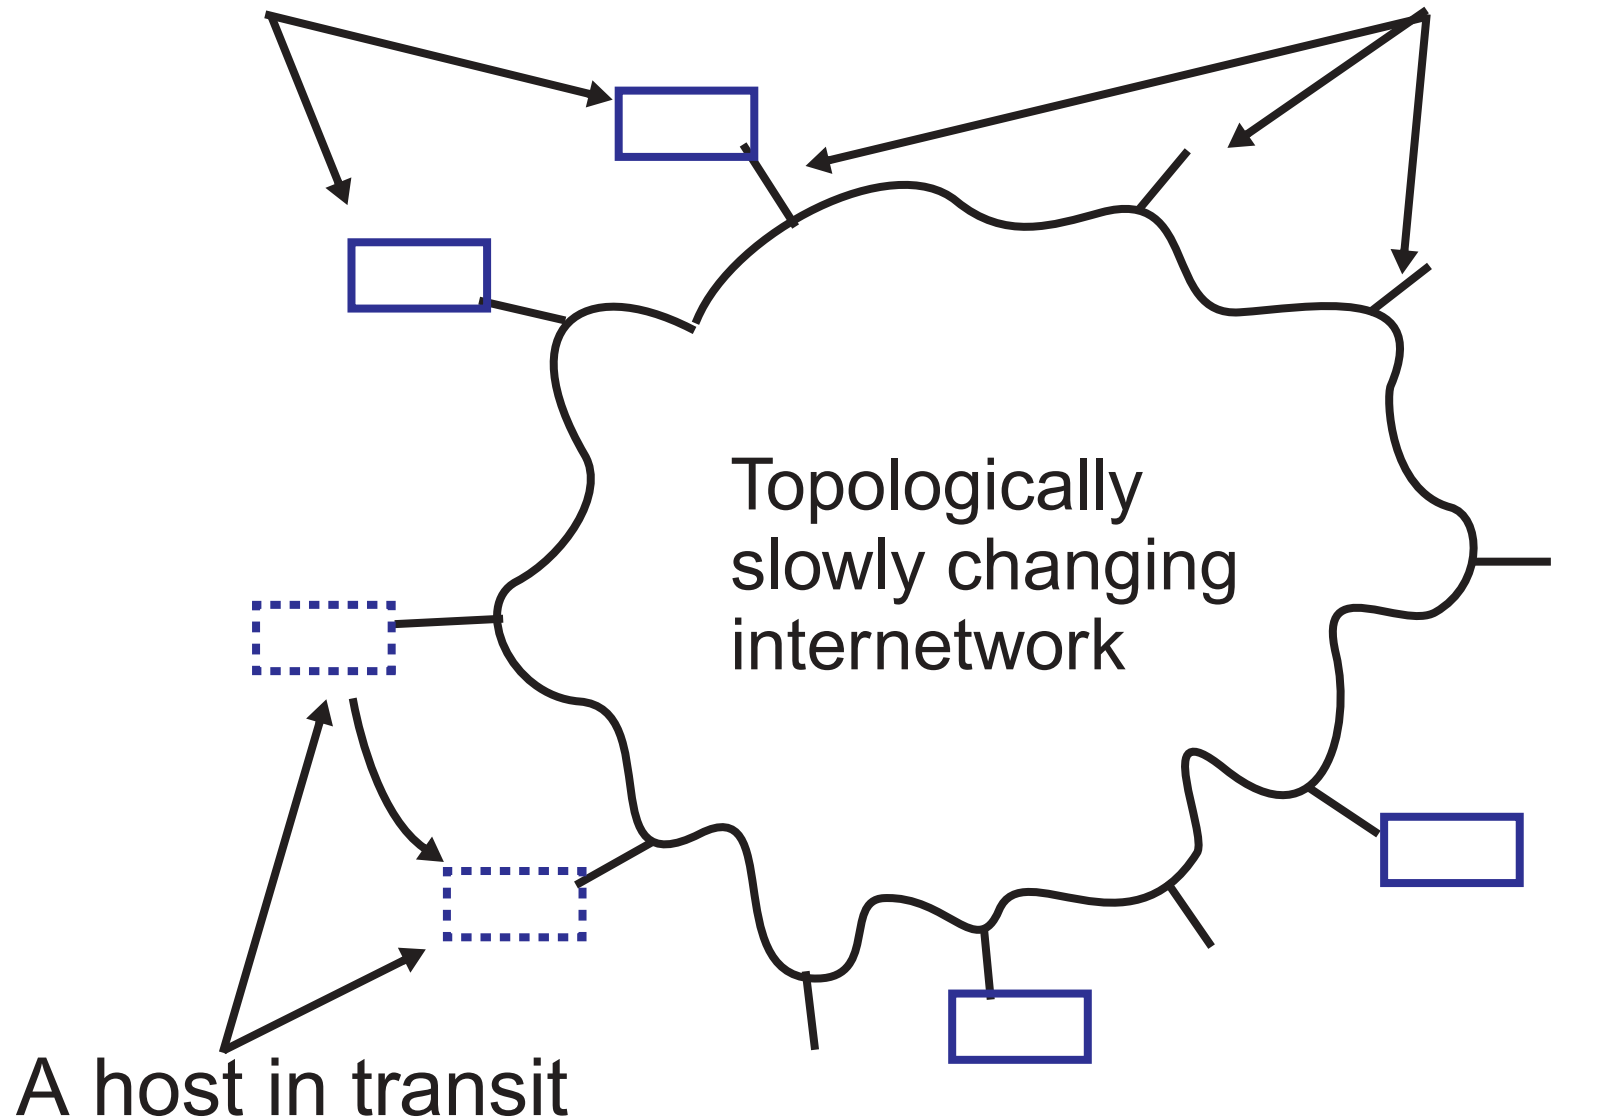 Topologically
slowly changing
internetwork
A host in transit